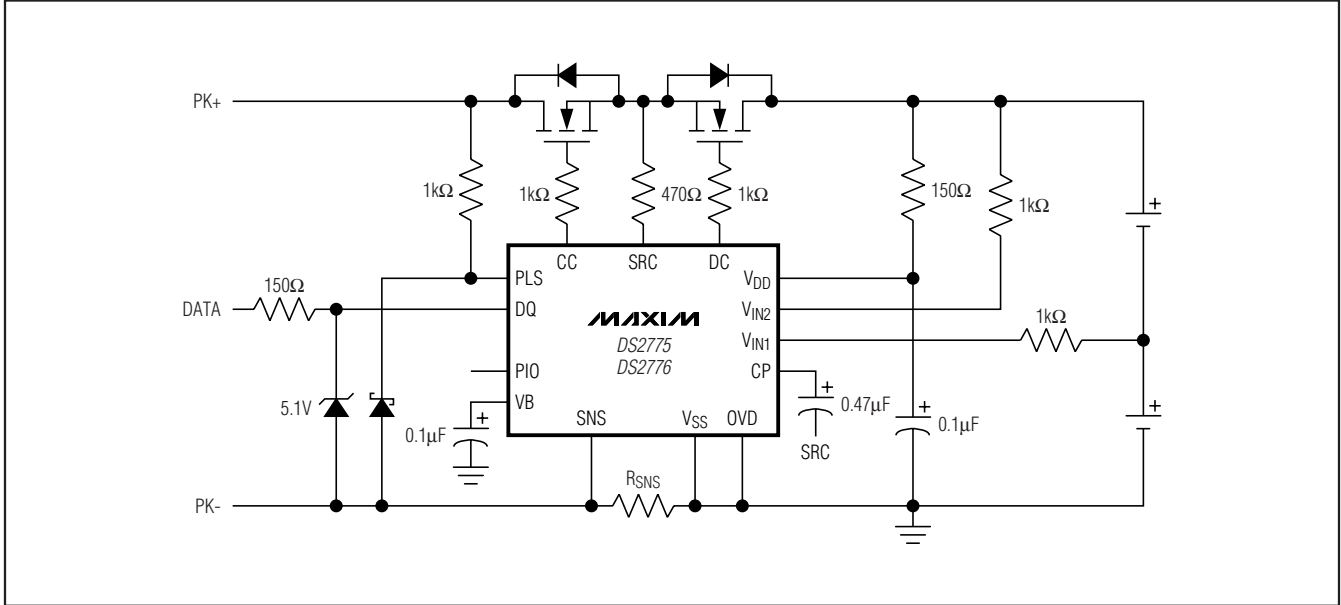 PK+
1kΩ
1kΩ
470Ω
1kΩ
150Ω
1kΩ
+
CC
SRC
DC
PLS
VDD
150Ω
DATA
DQ
VIN2
MAXIM
1kΩ
DS2775
VIN1
DS2776
PIO
CP
+
0.47µF
5.1V
VB
+
0.1µF
SNS
VSS
OVD
+
0.1µF
+
SRC
RSNS
PK-